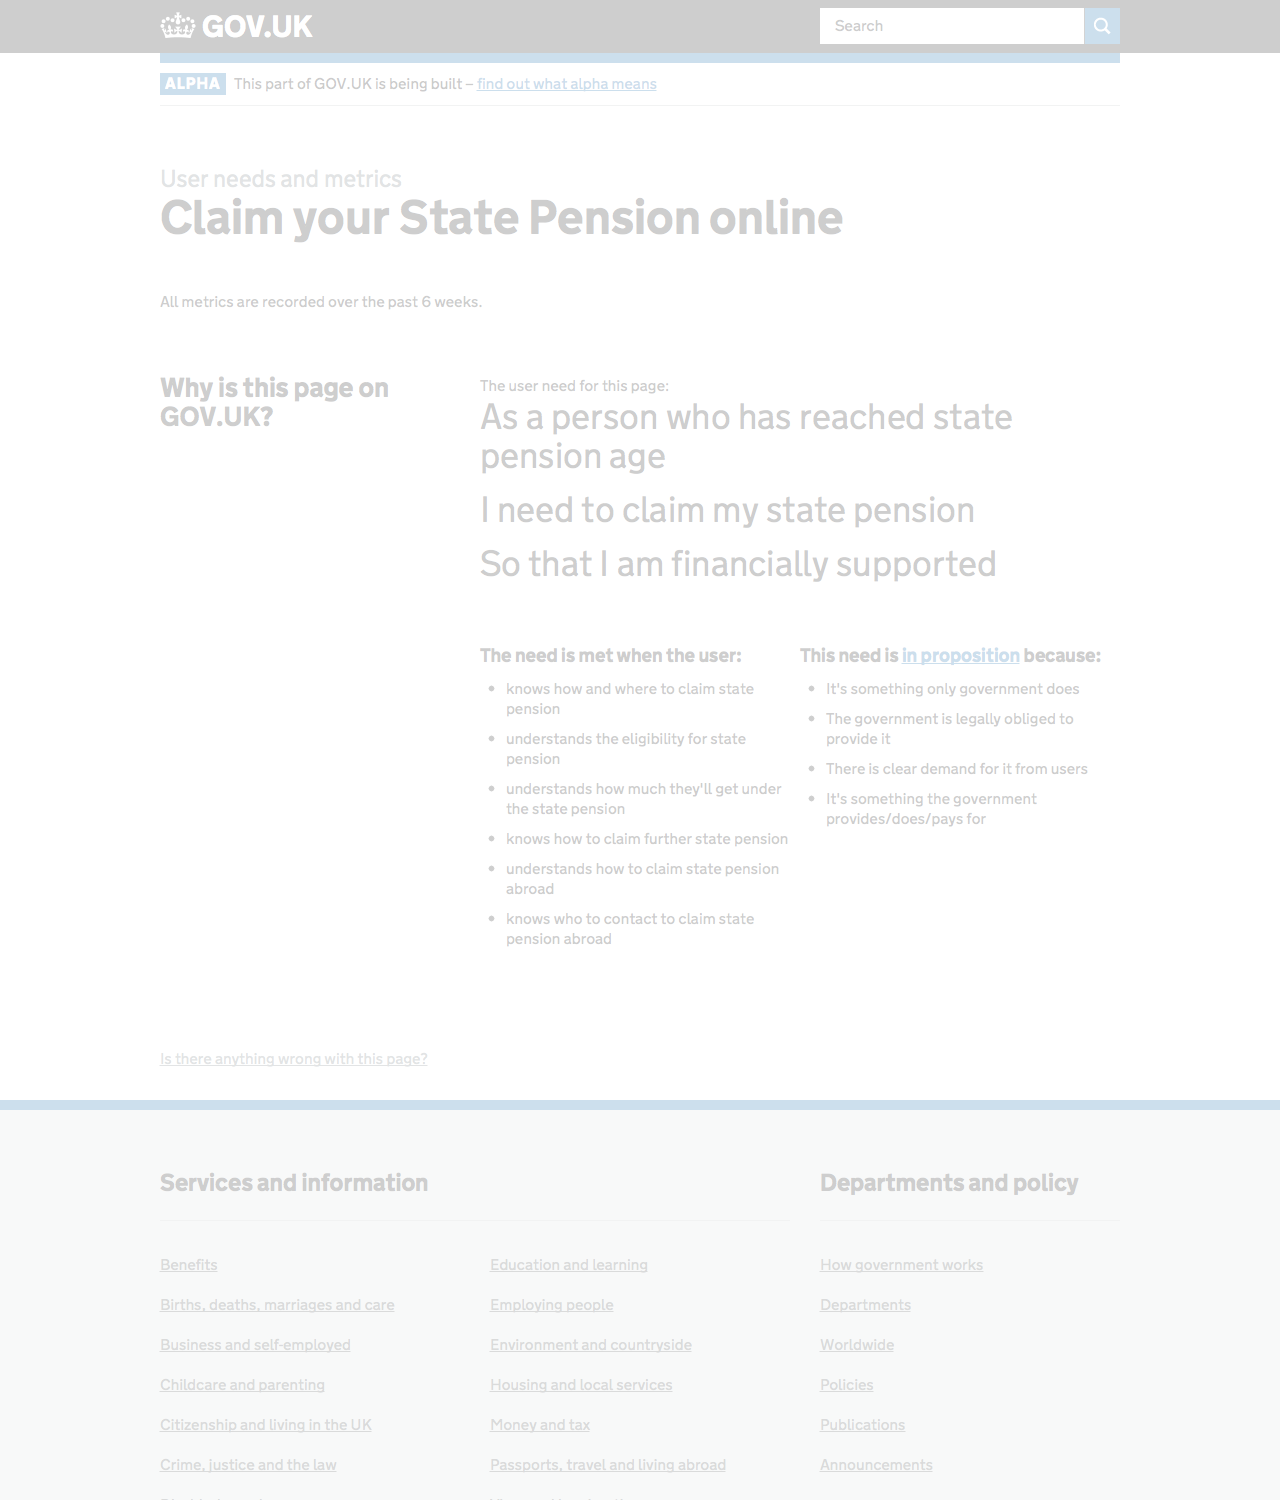 GOV.UK
Search
ALPHA This part of GOV.UK is being built – find out what alpha means
User needs and metrics
Claim your State Pension online
All metrics are recorded over the past 6 weeks.
Why is this page on
GOV.UK?
The user need for this page:
As a person who has reached state
pension age
I need to claim my state pension
So that I am financially supported
The need is met when the user:
knows how and where to claim state
pension
understands the eligibility for state
pension
understands how much they'll get under
the state pension
knows how to claim further state pension
understands how to claim state pension
abroad
knows who to contact to claim state
pension abroad
This need is in proposition because:
It's something only government does
The government is legally obliged to
provide it
There is clear demand for it from users
It's something the government
provides/does/pays for
Is there anything wrong with this page?
Services and information
Benefits
Births, deaths, marriages and care
Business and self-employed
Childcare and parenting
Citizenship and living in the UK
Crime, justice and the law
Education and learning
Employing people
Environment and countryside
Housing and local services
Money and tax
Passports, travel and living abroad
Departments and policy
How government works
Departments
Worldwide
Policies
Publications
Announcements